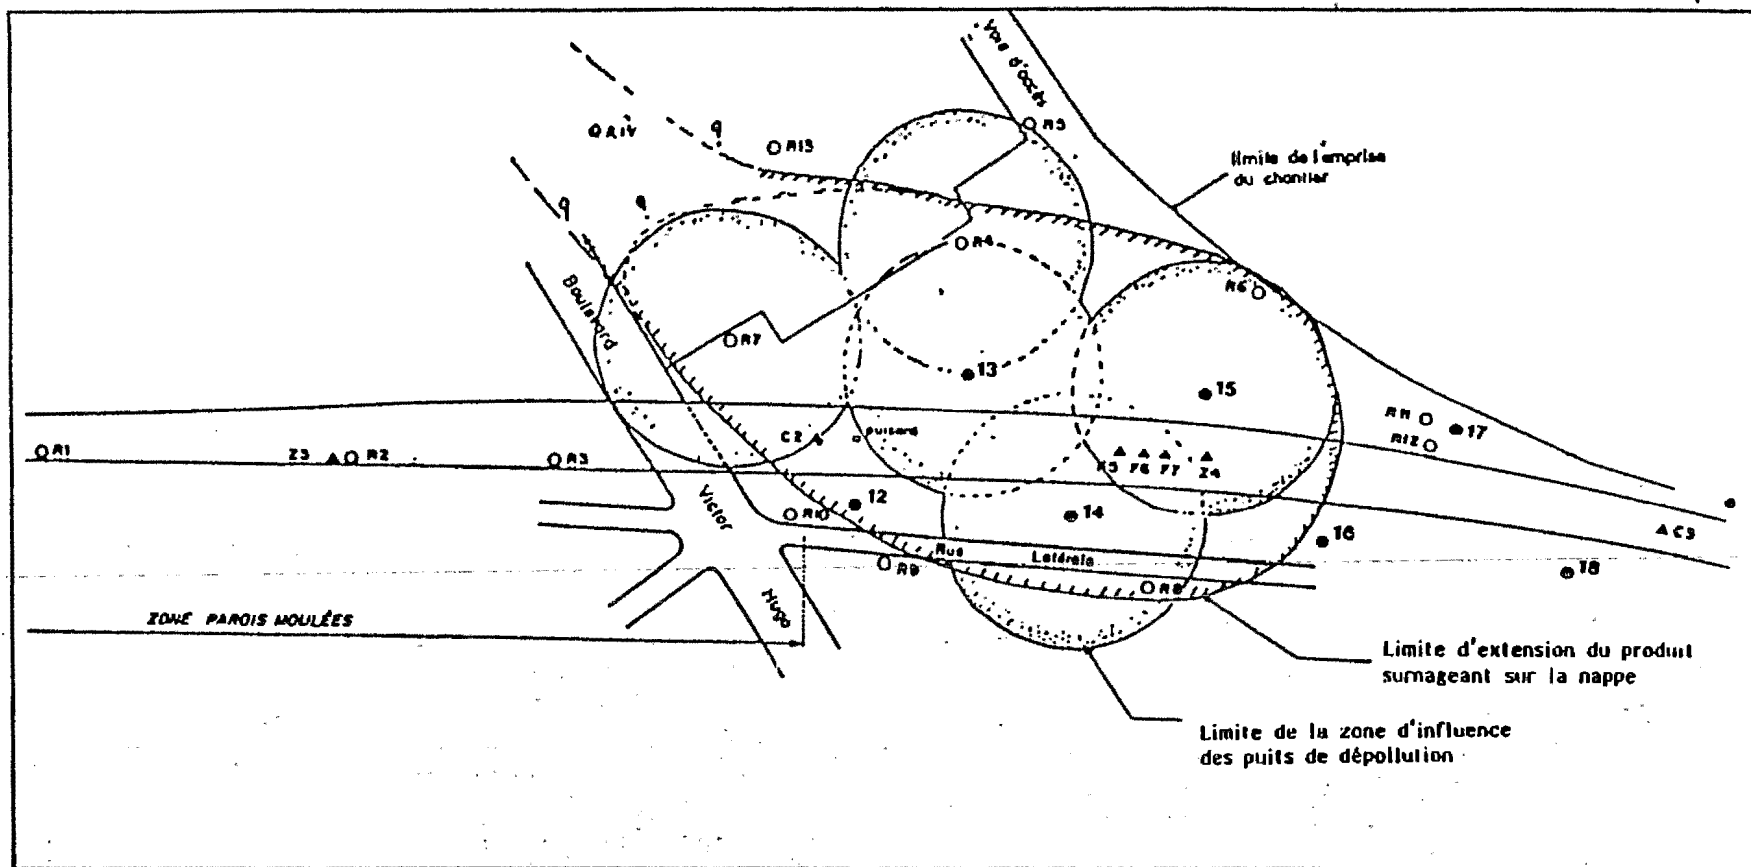 Voie d'accès
R5
R14
R13
limite de l'emprise
du chantier
R4
R6
Boulevard
R7
13
15
R11
17
R12
C2
puisard
R1
Z3
R2
R3
F6
F7
Z4
12
Victor
R10
14
16
C3
Rue
Latérale
R9
R8
18
Hugo
ZONE PAROIS MOULÉES
Limite d'extension du produit
surnageant sur la nappe
Limite de la zone d'influence
des puits de dépollution